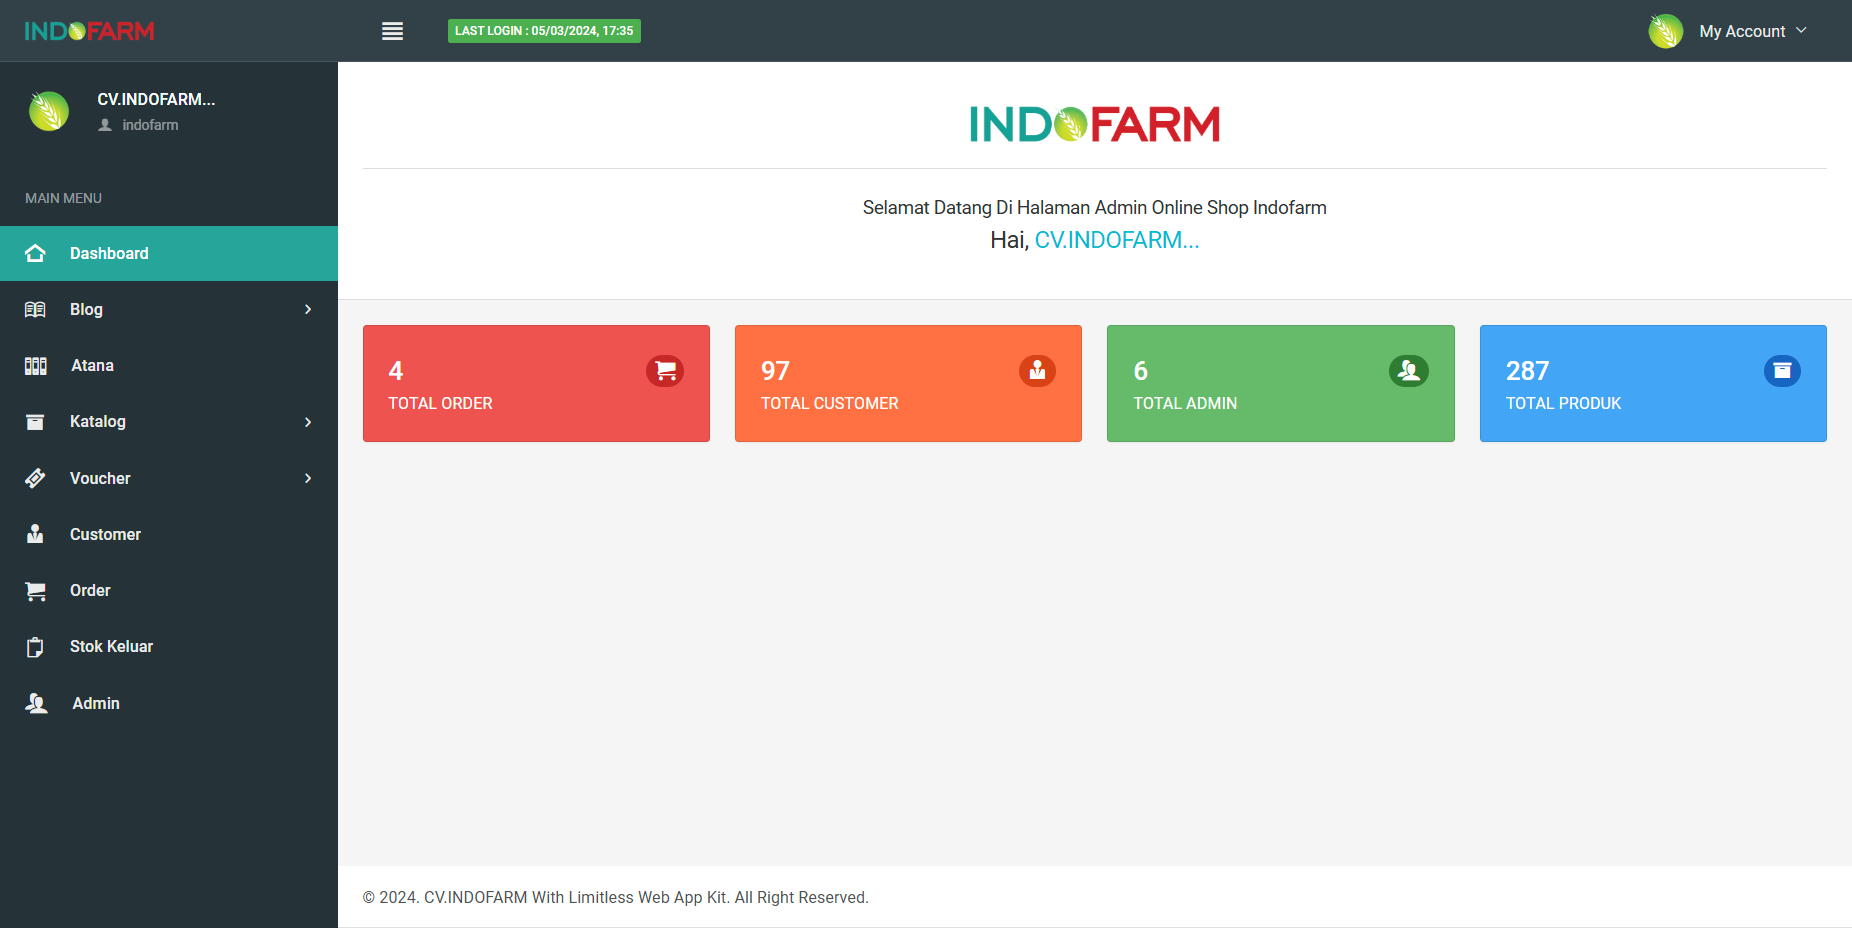 INDOFARM
LAST LOGIN : 05/03/2024, 17:35
My Account
CV.INDOFARM...
indofarm
MAIN MENU
Dashboard
Blog
Atana
Katalog
Voucher
Customer
Order
Stok Keluar
Admin
INDOFARM
Selamat Datang Di Halaman Admin Online Shop Indofarm
Hai, CV.INDOFARM...
4
TOTAL ORDER
97
TOTAL CUSTOMER
6
TOTAL ADMIN
287
TOTAL PRODUK
© 2024. CV.INDOFARM With Limitless Web App Kit. All Right Reserved.